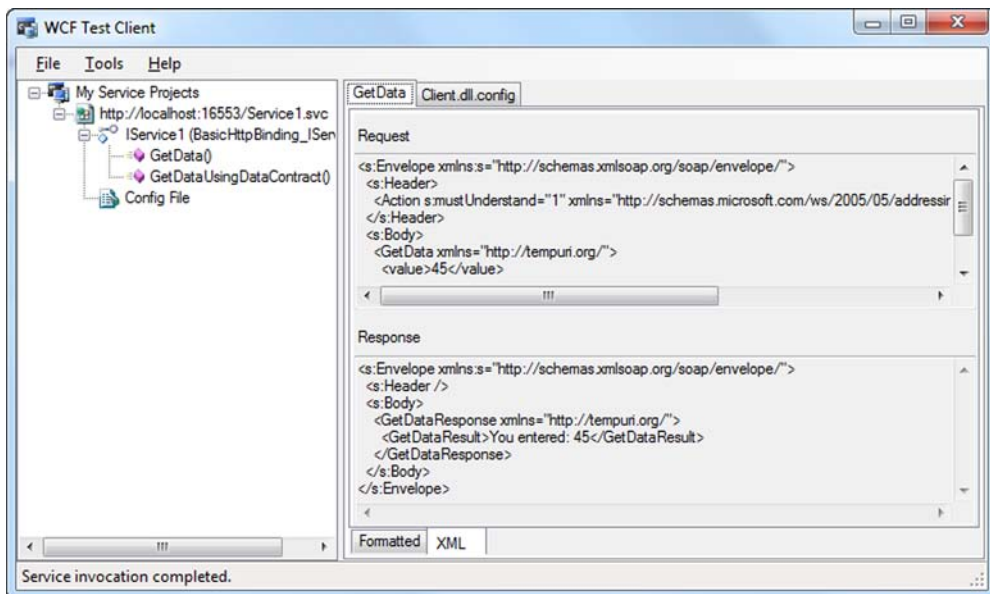 WCF Test Client
File Tools Help
My Service Projects
http://localhost:16553/Service1.svc
IService1 (BasicHttpBinding_IServ
GetData()
GetDataUsingDataContract()
Config File
GetData Client.dll.config
Request
<s:Envelope xmlns:s="http://schemas.xmlsoap.org/soap/envelope/">
<s:Header>
<Action s:mustUnderstand="1" xmlns="http://schemas.microsoft.com/ws/2005/05/addressin
</s:Header>
<s:Body>
<GetData xmlns="http://tempuri.org/">
<value>45</value>
Response
<s:Envelope xmlns:s="http://schemas.xmlsoap.org/soap/envelope/">
<s:Header />
<s:Body>
<GetDataResponse xmlns="http://tempuri.org/">
<GetDataResult>You entered: 45</GetDataResult>
</GetDataResponse>
</s:Body>
</s:Envelope>
Formatted XML
Service invocation completed.